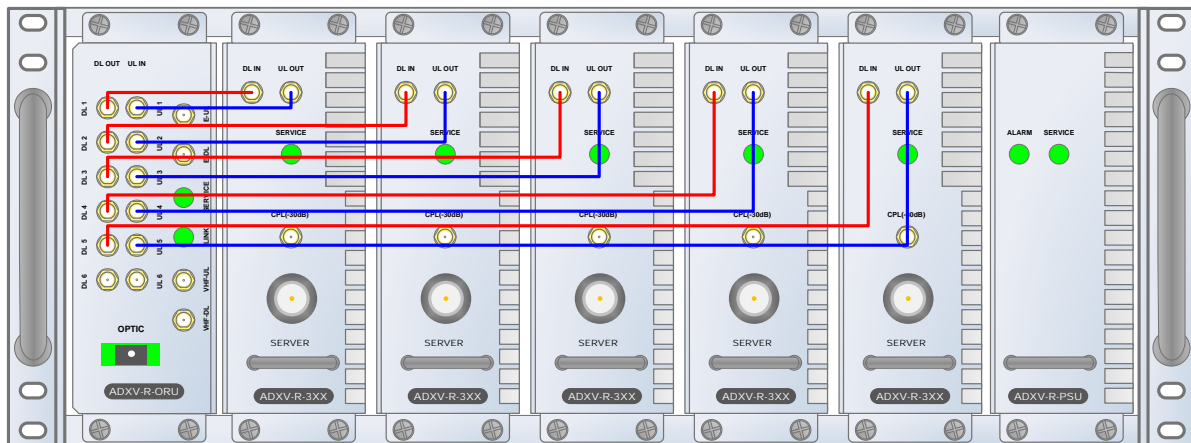 DL OUT UL IN
DL 1
UL 1
DL 2
UL 2
DL 3
UL 3
DL 4
UL 4
DL 5
UL 5
DL 6
UL 6
SERVICE
LINK
VHF-UL
VHF-DL
OPTIC
ADXV-R-ORU
DL IN UL OUT
SERVICE
CPL(-30dB)
SERVER
ADXV-R-3XX
DL IN UL OUT
SERVICE
CPL(-30dB)
SERVER
ADXV-R-3XX
DL IN UL OUT
SERVICE
CPL(-30dB)
SERVER
ADXV-R-3XX
DL IN UL OUT
SERVICE
CPL(-30dB)
SERVER
ADXV-R-3XX
DL IN UL OUT
SERVICE
CPL(-30dB)
SERVER
ADXV-R-3XX
ALARM SERVICE
ADXV-R-PSU